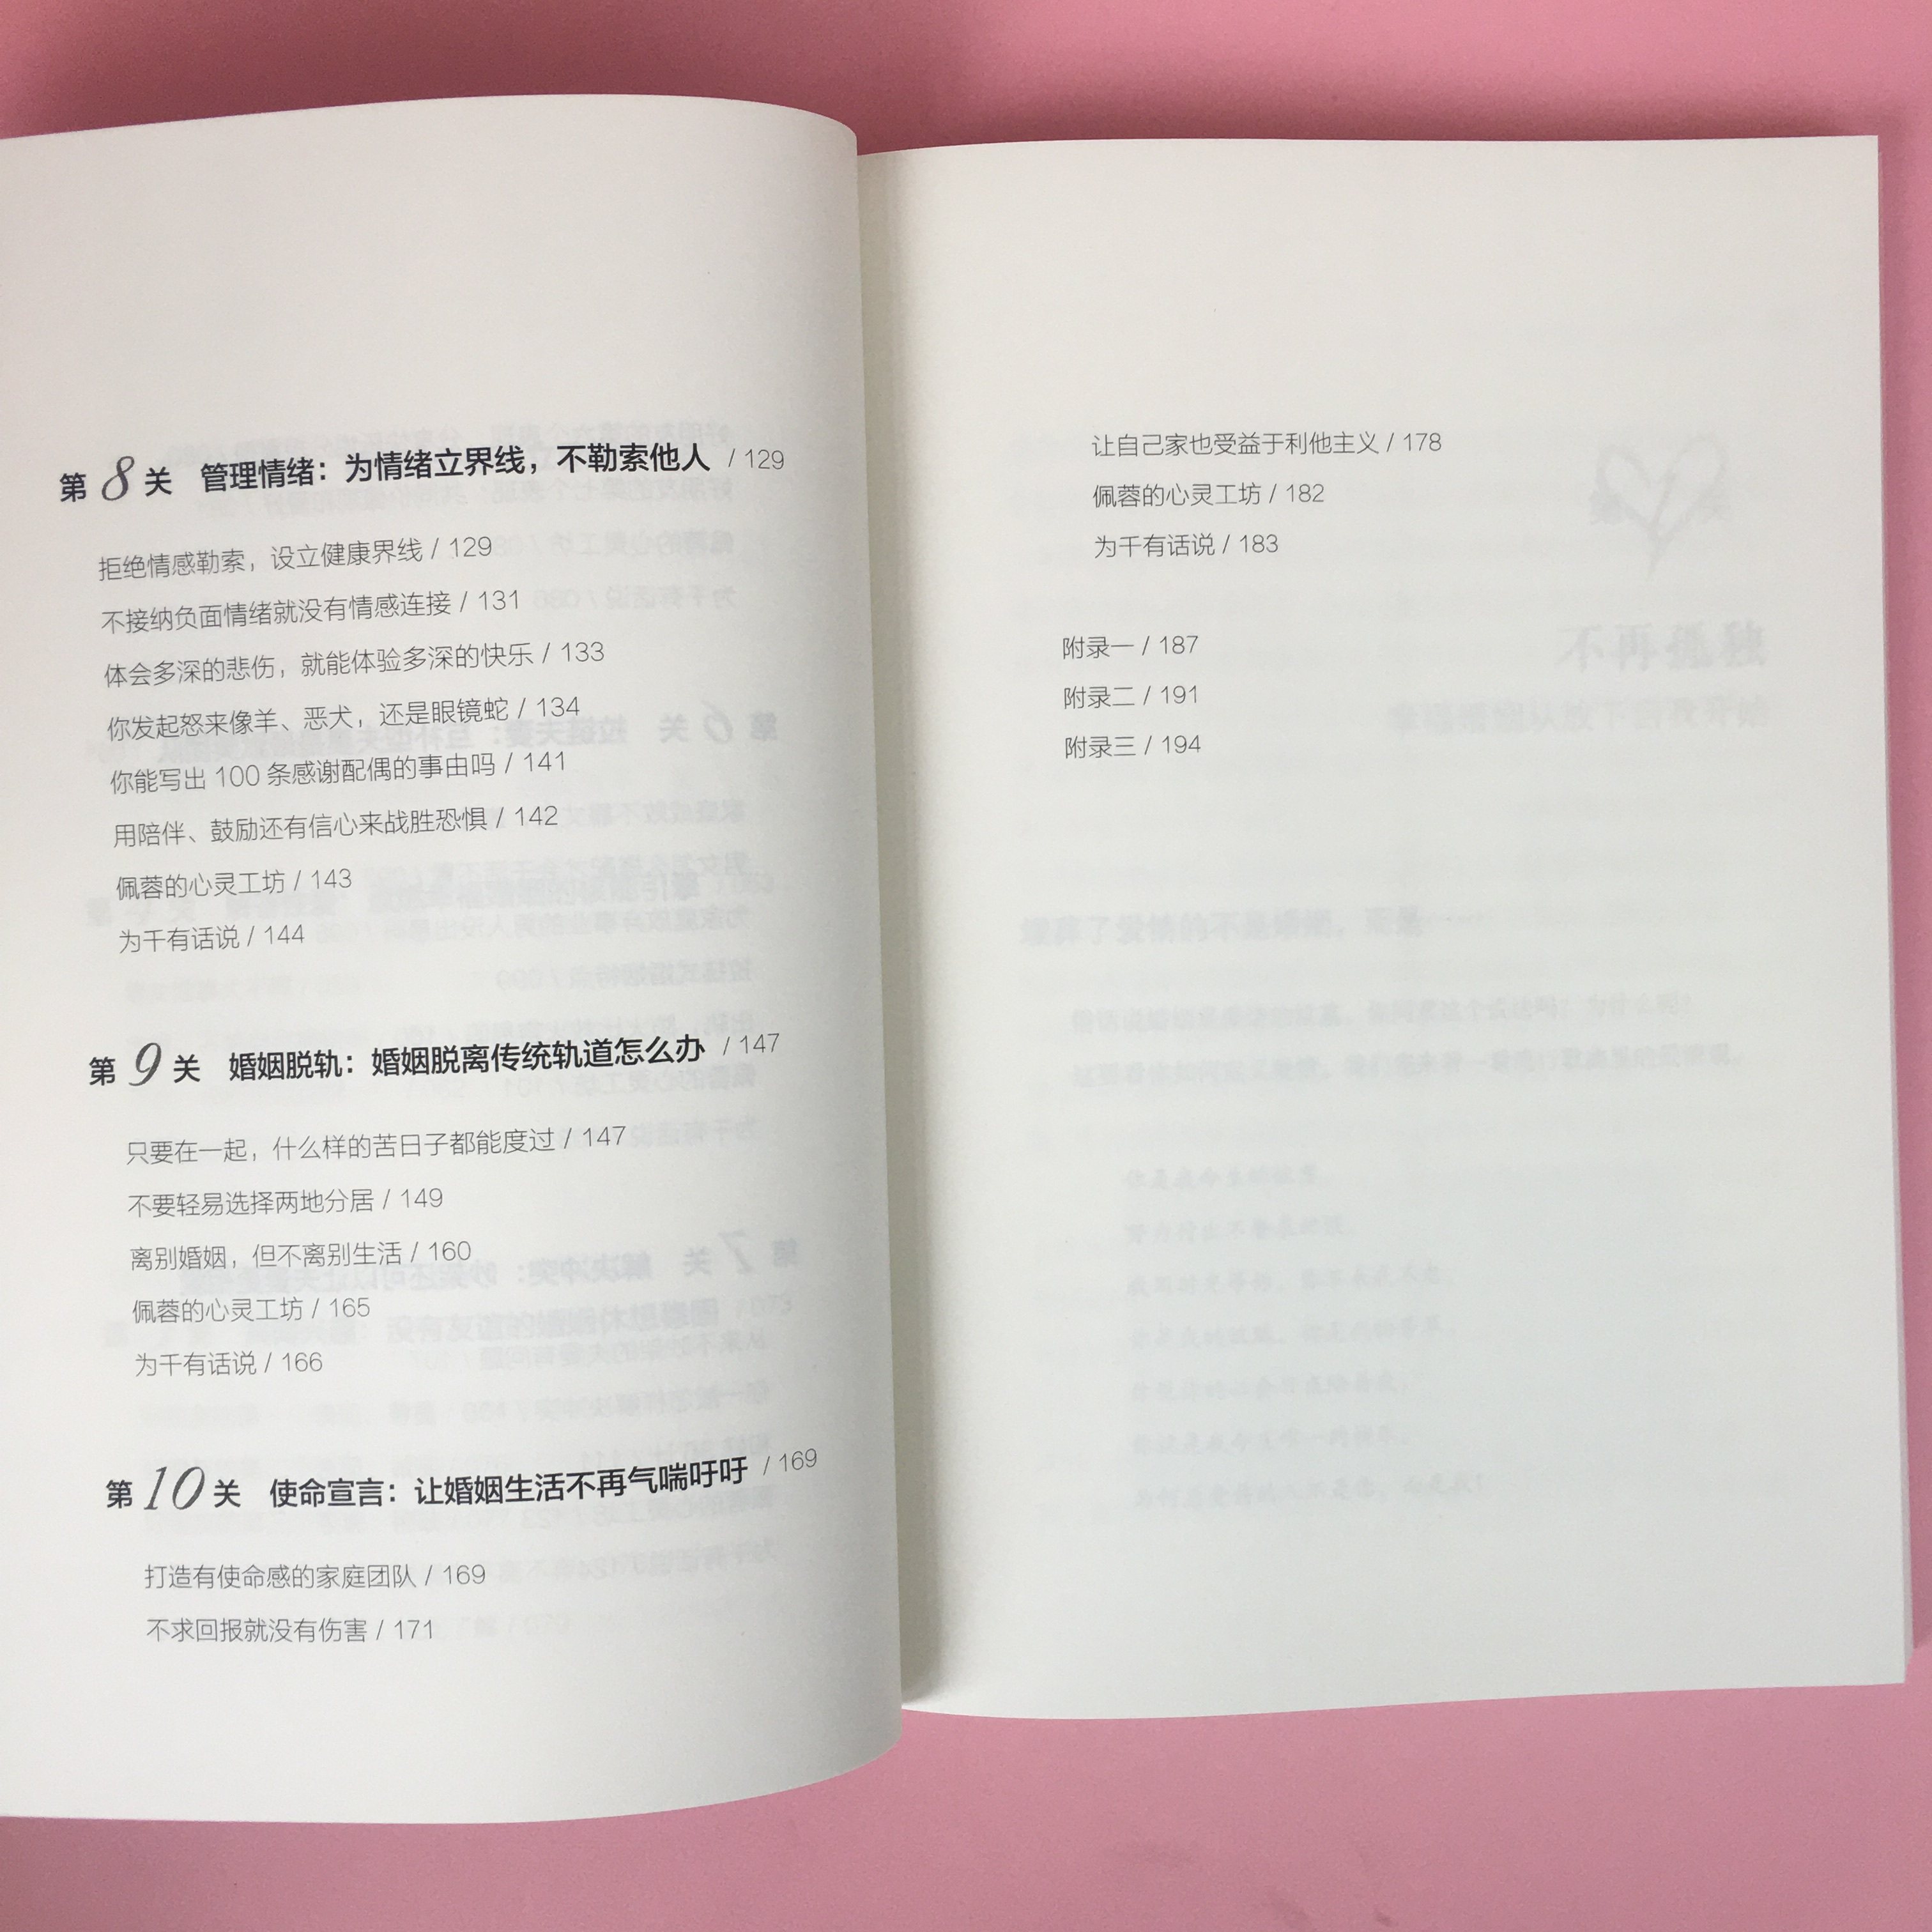 第8关 管理情绪：为情绪立界线，不勒索他人 / 129
拒绝情感勒索，设立健康界线 / 129
不接纳负面情绪就没有情感连接 / 131
体会多深的悲伤，就能体验多深的快乐 / 133
你发起怒来像羊、恶犬，还是眼镜蛇 / 134
你能写出 100 条感谢配偶的事由吗 / 141
用陪伴、鼓励还有信心来战胜恐惧 / 142
佩蓉的心灵工坊 / 143
为千有话说 / 144
第9关 婚姻脱轨：婚姻脱离传统轨道怎么办 / 147
只要在一起，什么样的苦日子都能度过 / 147
不要轻易选择两地分居 / 149
离别婚姻，但不离别生活 / 160
佩蓉的心灵工坊 / 165
为千有话说 / 166
第10关 使命宣言：让婚姻生活不再气喘吁吁 / 169
打造有使命感的家庭团队 / 169
不求回报就没有伤害 / 171
让自己家也受益于利他主义 / 178
佩蓉的心灵工坊 / 182
为千有话说 / 183
附录一 / 187
附录二 / 191
附录三 / 194
不再孤独